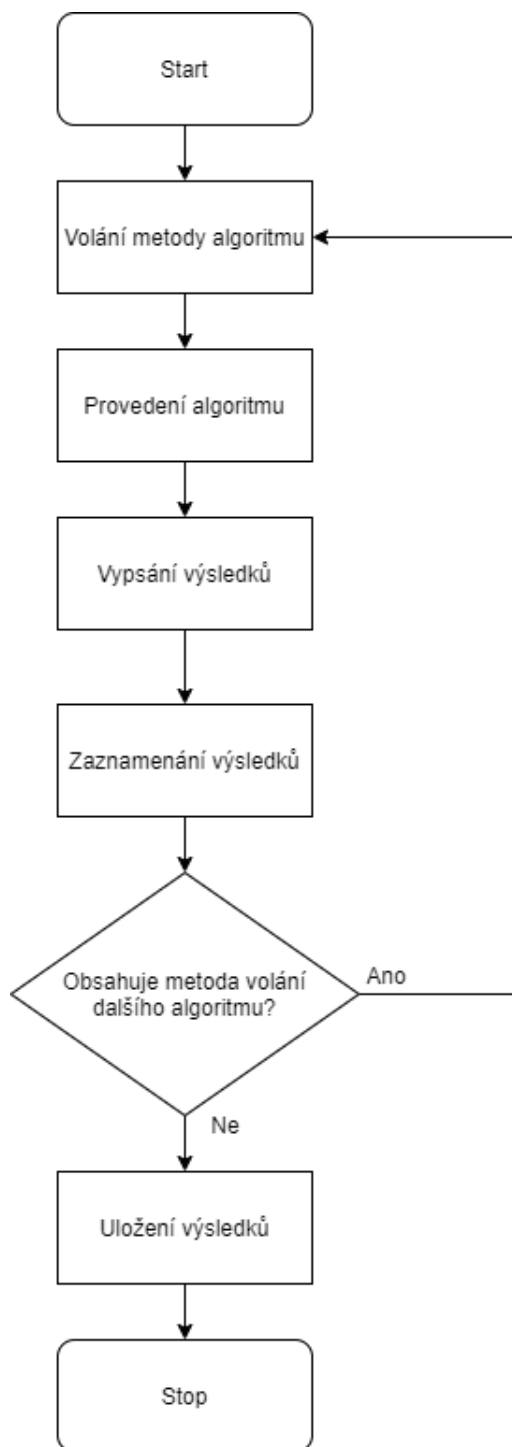 Start
Volání metody algoritmu
Provedení algoritmu
Vypsání výsledků
Zaznamenání výsledků
Obsahuje metoda volání
dalšího algoritmu?
Ano
Ne
Uložení výsledků
Stop